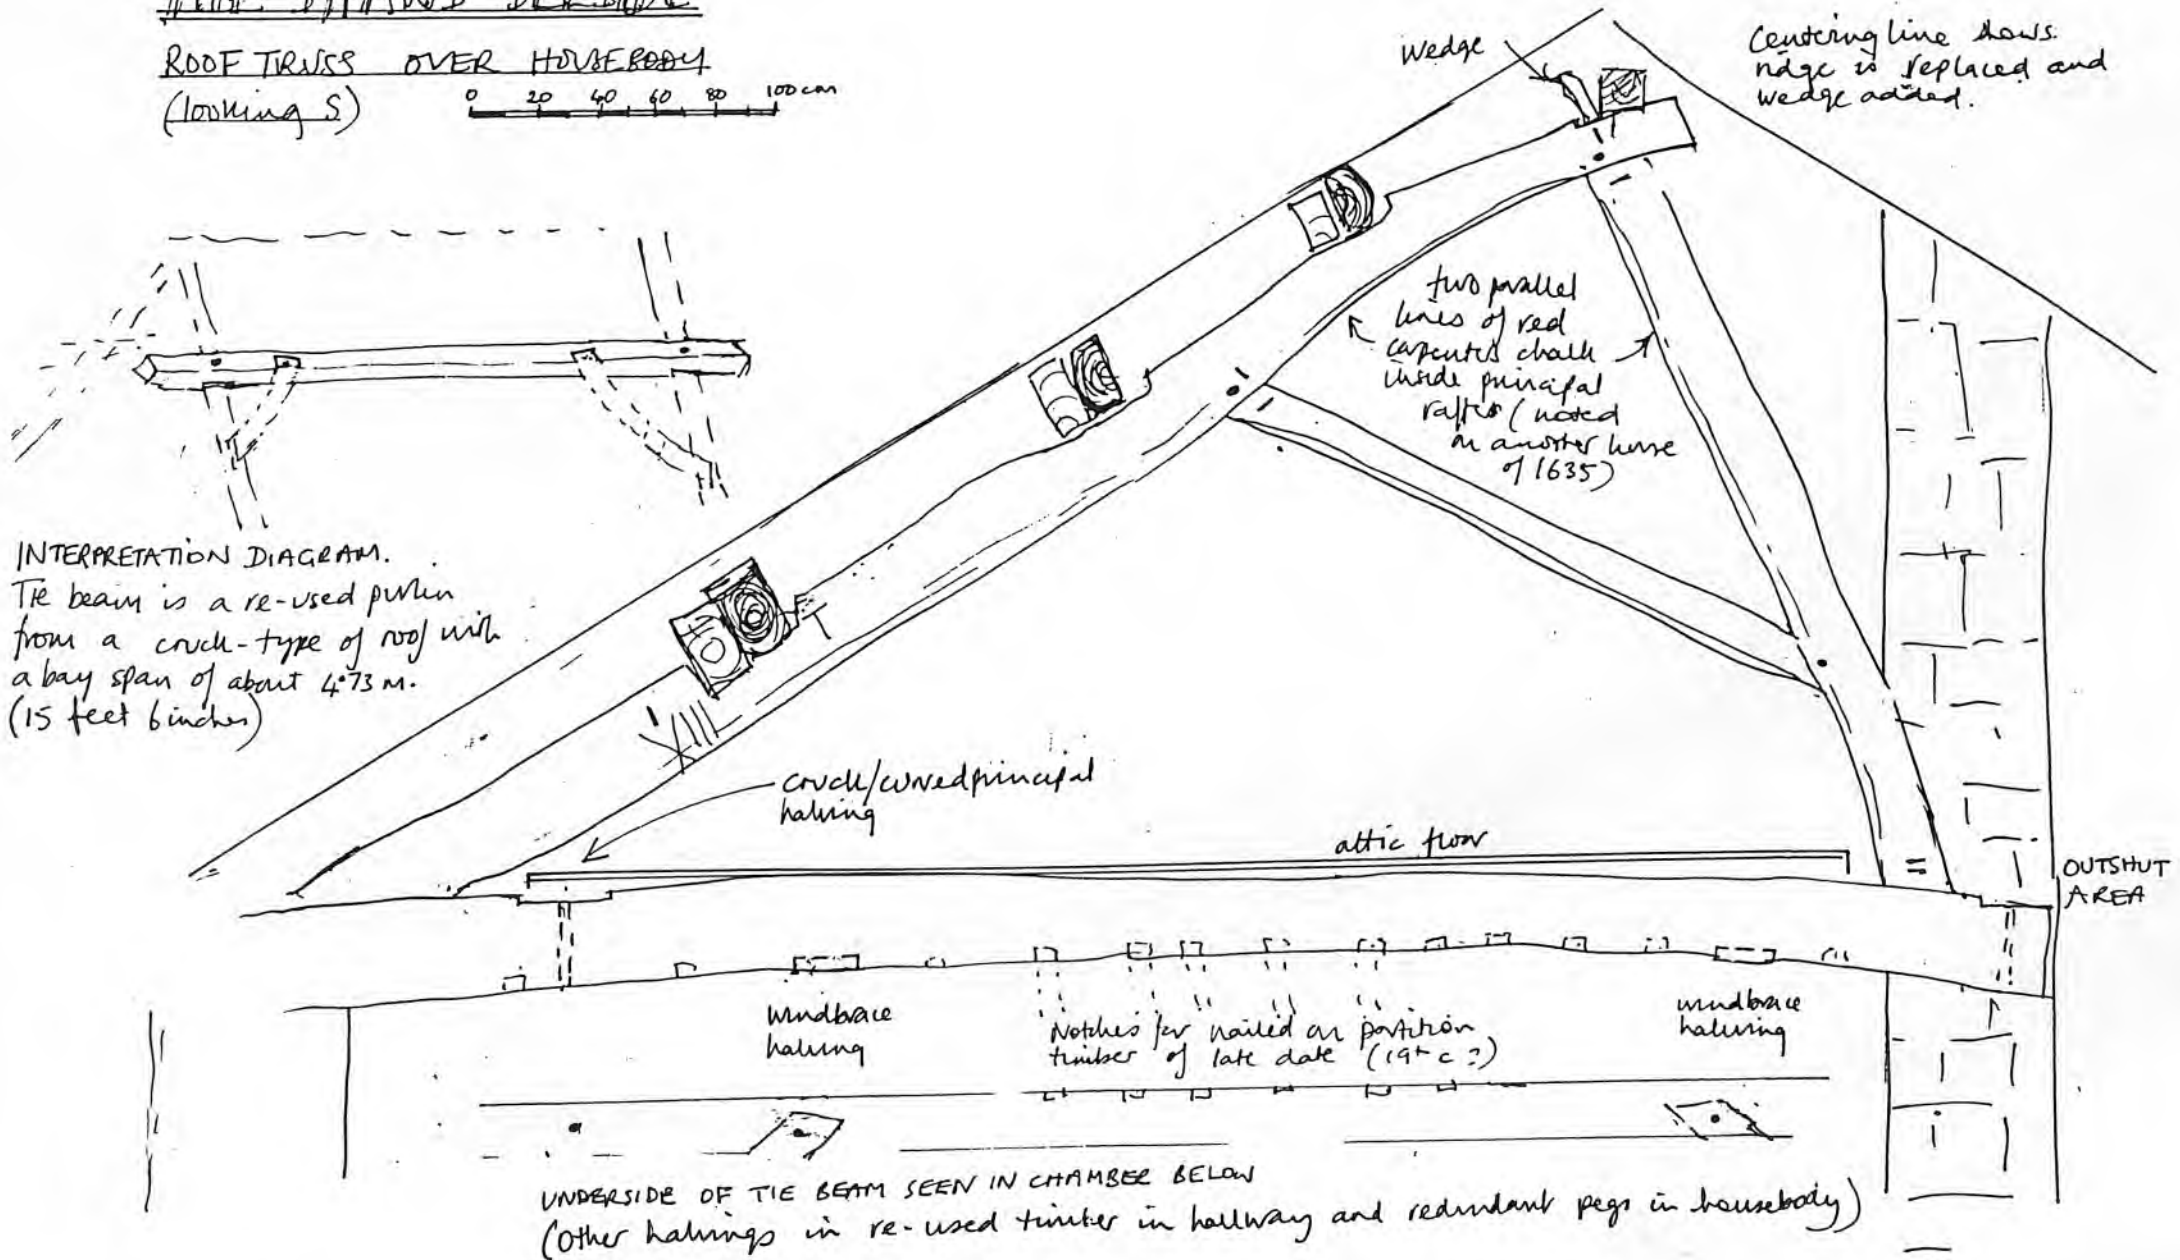 ROOF TRUSS OVER HOUSEBODY
(looking S)
0 20 40 60 80 100 cm
Wedge
Centering line shows
ridge is replaced and
wedge added.
two parallel
lines of red
carpenters chalk
inside principal
rafters (noted
in another house
of 1635)
INTERPRETATION DIAGRAM.
Tie beam is a re-used purlin
from a cruck-type of roof with
a bay span of about 4.73 m.
(15 feet 6 inches)
cruck/curved principal
halving
attic floor
OUTSHUT
AREA
windbrace
halving
Notches for nailed on partition
timber of late date (19th c?)
windbrace
halving
UNDERSIDE OF TIE BEAM SEEN IN CHAMBER BELOW
(Other halvings in re-used timber in hallway and redundant pegs in housebody)